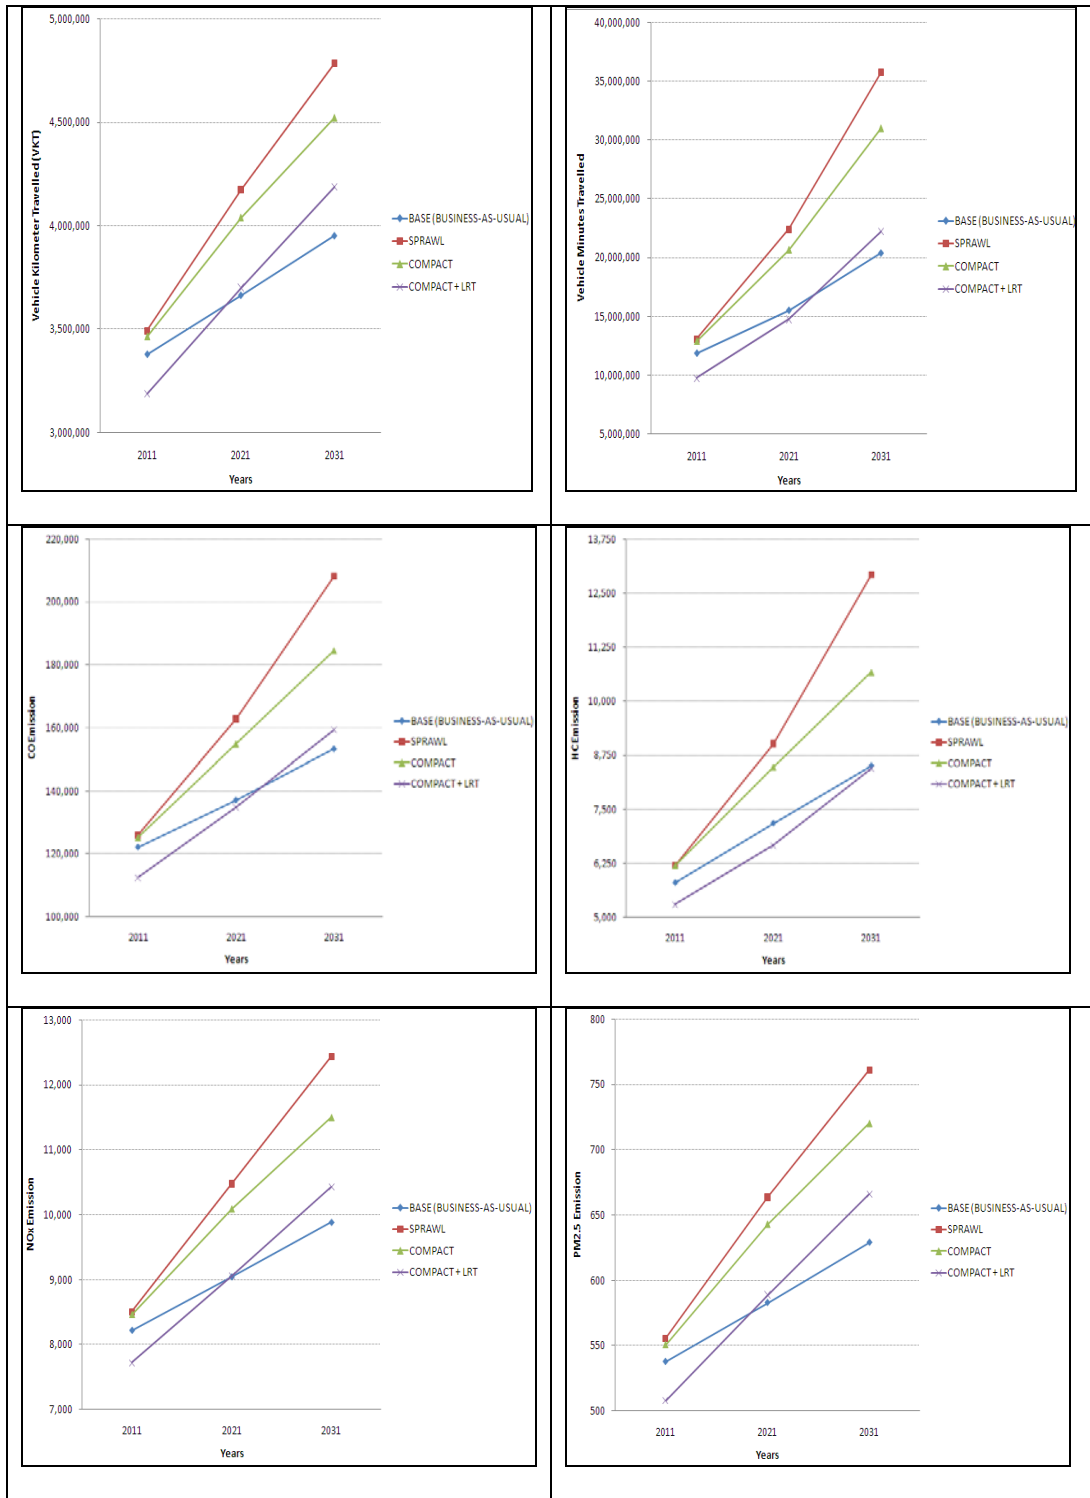 5,000,000
4,500,000
4,000,000
3,500,000
3,000,000
Vehicle Kilometer Travelled (VKT)
2011 2021 2031
Years
BASE (BUSINESS-AS-USUAL)
SPRAWL
COMPACT
COMPACT + LRT
40,000,000
35,000,000
30,000,000
25,000,000
20,000,000
15,000,000
10,000,000
5,000,000
Vehicle Minutes Travelled
2011 2021 2031
Years
BASE (BUSINESS-AS-USUAL)
SPRAWL
COMPACT
COMPACT + LRT
220,000
200,000
180,000
160,000
140,000
120,000
100,000
CO Emission
2011 2021 2031
Years
BASE (BUSINESS-AS-USUAL)
SPRAWL
COMPACT
COMPACT + LRT
13,750
12,500
11,250
10,000
8,750
7,500
6,250
5,000
HC Emission
2011 2021 2031
Years
BASE (BUSINESS-AS-USUAL)
SPRAWL
COMPACT
COMPACT + LRT
13,000
12,000
11,000
10,000
9,000
8,000
7,000
NOx Emission
2011 2021 2031
Years
BASE (BUSINESS-AS-USUAL)
SPRAWL
COMPACT
COMPACT + LRT
800
750
700
650
600
550
500
PM2.5 Emission
2011 2021 2031
Years
BASE (BUSINESS-AS-USUAL)
SPRAWL
COMPACT
COMPACT + LRT